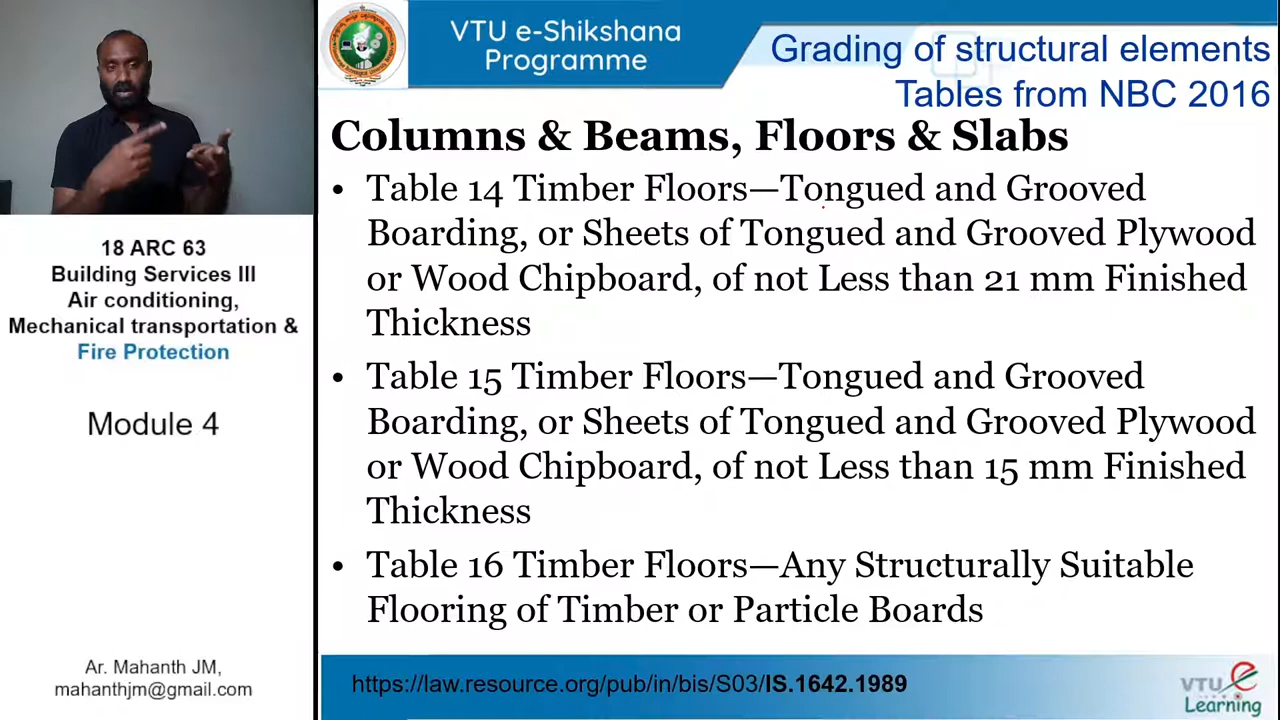 VTU e-Shikshana
Programme
Grading of structural elements
Tables from NBC 2016
Columns & Beams, Floors & Slabs
• Table 14 Timber Floors—Tongued and Grooved
Boarding, or Sheets of Tongued and Grooved Plywood
or Wood Chipboard, of not Less than 21 mm Finished
Thickness
• Table 15 Timber Floors—Tongued and Grooved
Boarding, or Sheets of Tongued and Grooved Plywood
or Wood Chipboard, of not Less than 15 mm Finished
Thickness
• Table 16 Timber Floors—Any Structurally Suitable
Flooring of Timber or Particle Boards
18 ARC 63
Building Services III
Air conditioning,
Mechanical transportation &
Fire Protection
Module 4
Ar. Mahanth JM,
mahanthjm@gmail.com
https://law.resource.org/pub/in/bis/S03/IS.1642.1989
VTU e
Learning